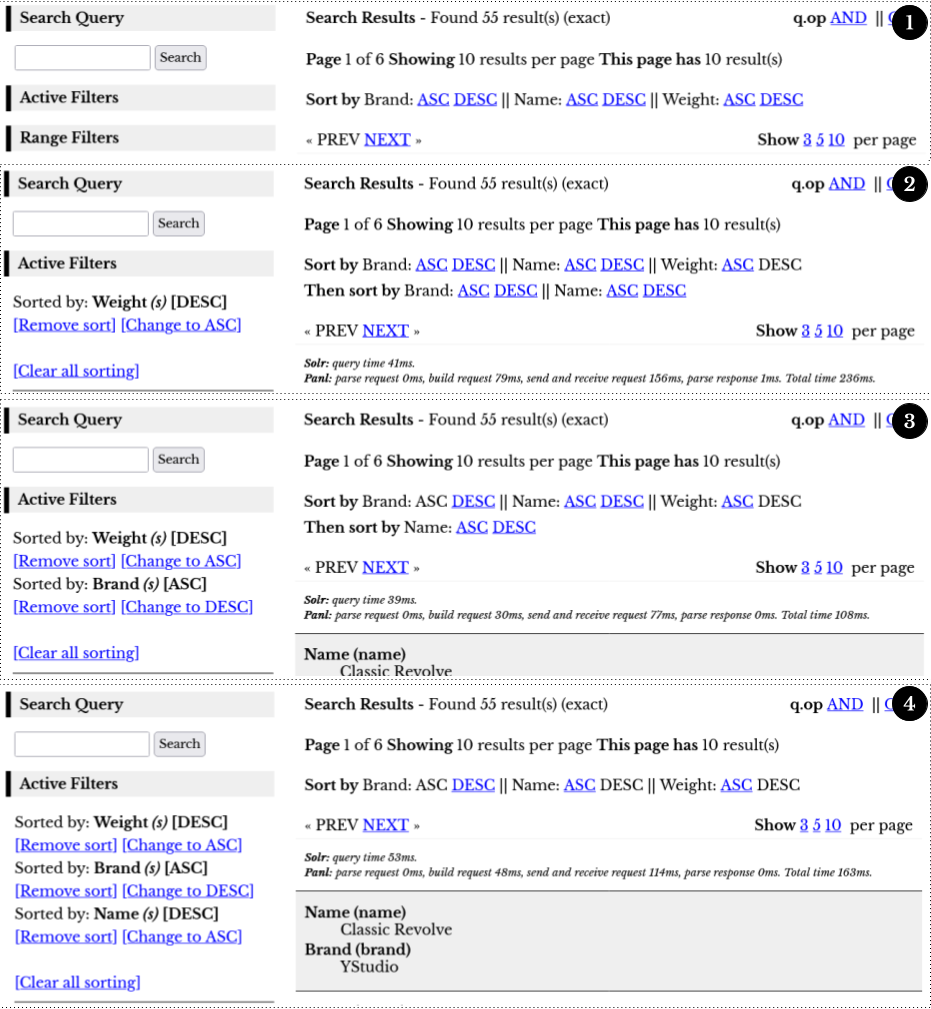 Search Query
Search
Active Filters
Range Filters
Search Results - Found 55 result(s) (exact)
q.op AND ||
1
Page 1 of 6 Showing 10 results per page This page has 10 result(s)
Sort by Brand: ASC DESC || Name: ASC DESC || Weight: ASC DESC
« PREV NEXT »
Show 3 5 10 per page
Search Query
Search
Active Filters
Sorted by: Weight (s) [DESC]
[Remove sort] [Change to ASC]
[Clear all sorting]
Search Results - Found 55 result(s) (exact)
q.op AND ||
2
Page 1 of 6 Showing 10 results per page This page has 10 result(s)
Sort by Brand: ASC DESC || Name: ASC DESC || Weight: ASC DESC
Then sort by Brand: ASC DESC || Name: ASC DESC
« PREV NEXT »
Show 3 5 10 per page
Solr: query time 41ms.
Panl: parse request 0ms, build request 79ms, send and receive request 156ms, parse response 1ms. Total time 236ms.
Search Query
Search
Active Filters
Sorted by: Weight (s) [DESC]
[Remove sort] [Change to ASC]
Sorted by: Brand (s) [ASC]
[Remove sort] [Change to DESC]
[Clear all sorting]
Search Results - Found 55 result(s) (exact)
q.op AND ||
3
Page 1 of 6 Showing 10 results per page This page has 10 result(s)
Sort by Brand: ASC DESC || Name: ASC DESC || Weight: ASC DESC
Then sort by Name: ASC DESC
« PREV NEXT »
Show 3 5 10 per page
Solr: query time 39ms.
Panl: parse request 0ms, build request 30ms, send and receive request 77ms, parse response 0ms. Total time 108ms.
Name (name)
Classic Revolve
Search Query
Search
Active Filters
Sorted by: Weight (s) [DESC]
[Remove sort] [Change to ASC]
Sorted by: Brand (s) [ASC]
[Remove sort] [Change to DESC]
Sorted by: Name (s) [DESC]
[Remove sort] [Change to ASC]
[Clear all sorting]
Search Results - Found 55 result(s) (exact)
q.op AND ||
4
Page 1 of 6 Showing 10 results per page This page has 10 result(s)
Sort by Brand: ASC DESC || Name: ASC DESC || Weight: ASC DESC
« PREV NEXT »
Show 3 5 10 per page
Solr: query time 53ms.
Panl: parse request 0ms, build request 48ms, send and receive request 114ms, parse response 0ms. Total time 163ms.
Name (name)
Classic Revolve
Brand (brand)
YStudio